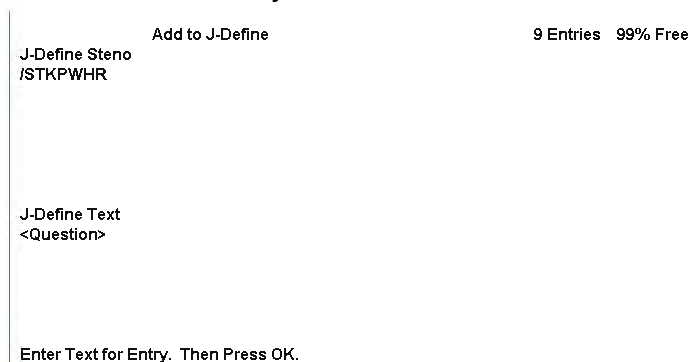 Add to J-Define 9 Entries 99% Free
J-Define Steno
/STKPWHR
J-Define Text
<Question>
Enter Text for Entry. Then Press OK.